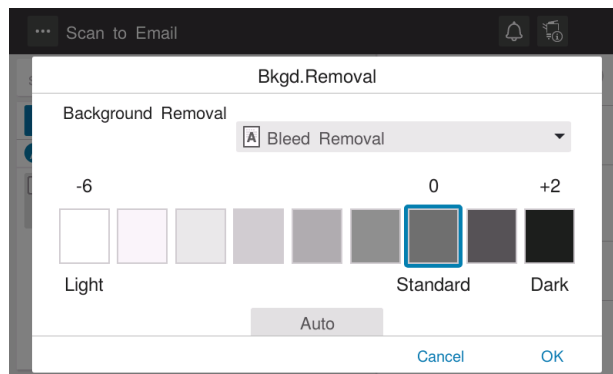 Scan to Email
Bkgd.Removal
Background Removal
A Bleed Removal
-6 0 +2
Light Standard Dark
Auto
Cancel OK